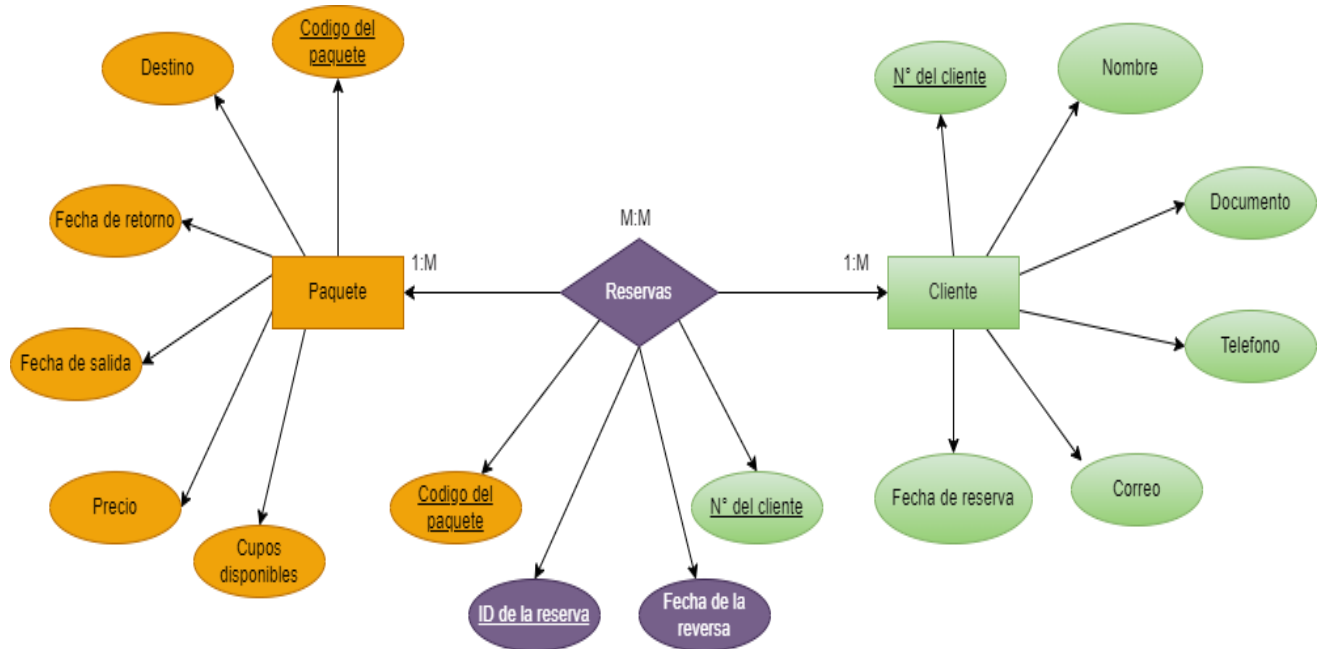 Codigo del
paquete
Destino
Fecha de retorno
Fecha de salida
Precio
Cupos
disponibles
Paquete
1:M
M:M
Reservas
1:M
Codigo del
paquete
ID de la reserva
Fecha de la
reversa
N° del cliente
Cliente
N° del cliente
Nombre
Documento
Telefono
Correo
Fecha de reserva